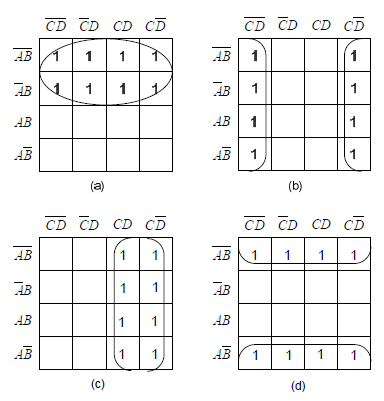 C̅D̅ C̅D CD CD̅
A̅B̅ 1 1 1 1
A̅B 1 1 1 1
AB
AB̅
(a)
C̅D̅ C̅D CD CD̅
A̅B̅ 1 1
A̅B 1 1
AB 1 1
AB̅ 1 1
(b)
C̅D̅ C̅D CD CD̅
A̅B̅ 1 1
A̅B 1 1
AB 1 1
AB̅ 1 1
(c)
C̅D̅ C̅D CD CD̅
A̅B̅ 1 1 1 1
A̅B
AB
AB̅ 1 1 1 1
(d)